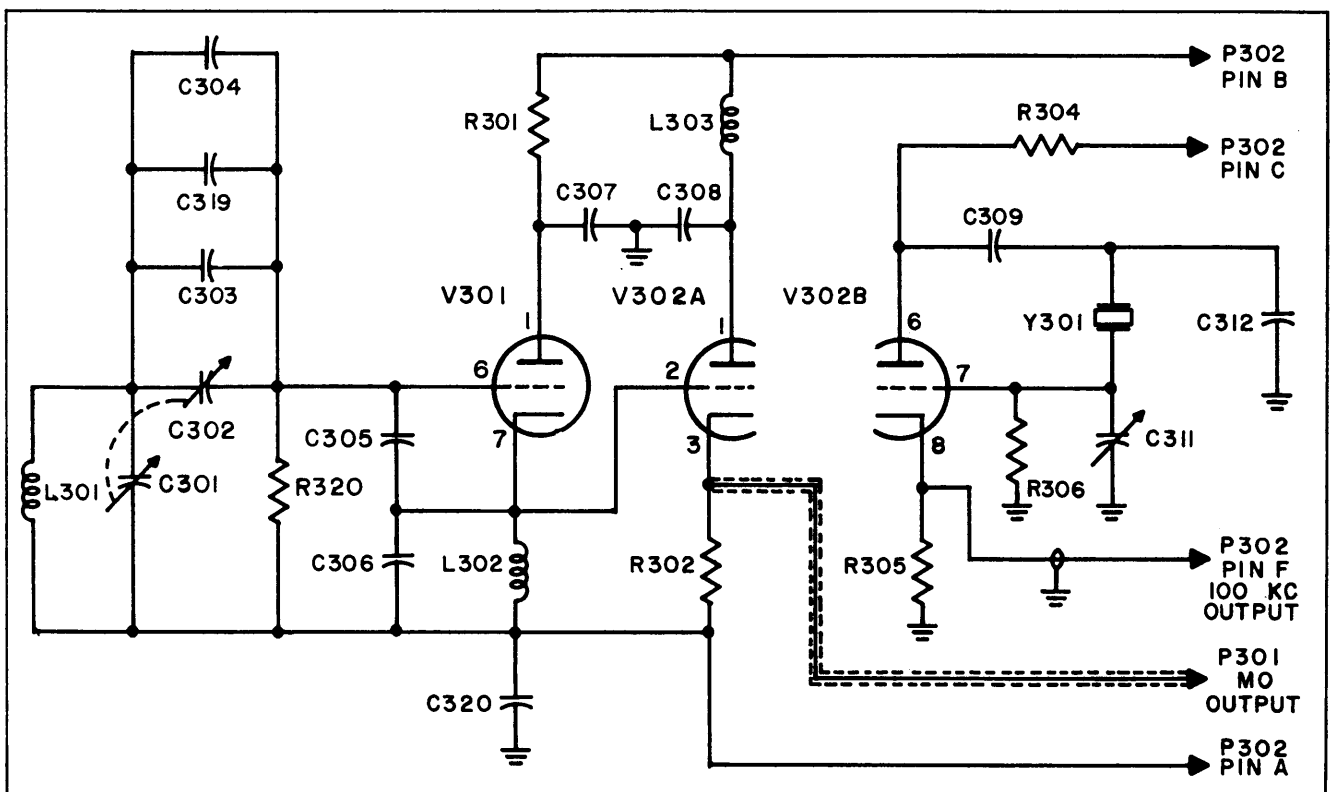 C304
P302
PIN B
R301
L303
R304
C319
P302
PIN C
C307
C308
C309
C303
V301
V302A
V302B
1
1
6
Y301
C312
6
2
7
C302
7
3
8
C311
C305
L301
C301
R320
R306
C306
L302
R302
R305
P302
PIN F
100 KC
OUTPUT
P301
MO
OUTPUT
C320
P302
PIN A